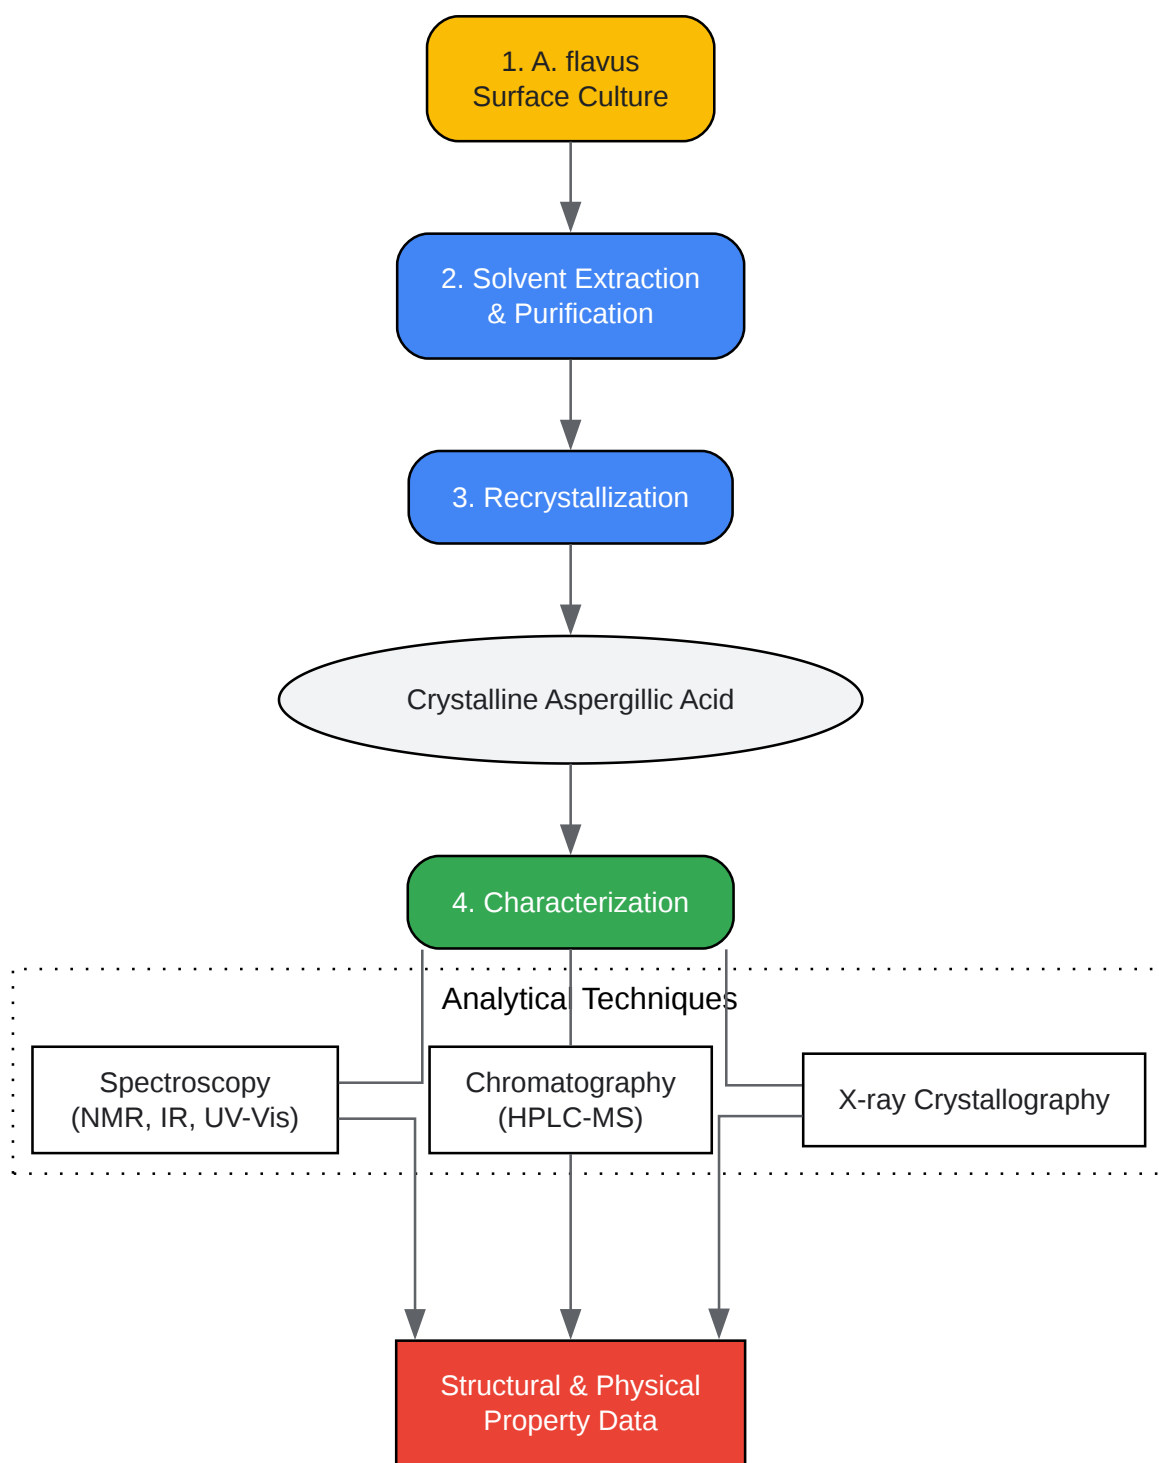 1. A. flavus
Surface Culture
2. Solvent Extraction
& Purification
3. Recrystallization
Crystalline Aspergillic Acid
4. Characterization
Analytical Techniques
Spectroscopy
(NMR, IR, UV-Vis)
Chromatography
(HPLC-MS)
X-ray Crystallography
Structural & Physical
Property Data